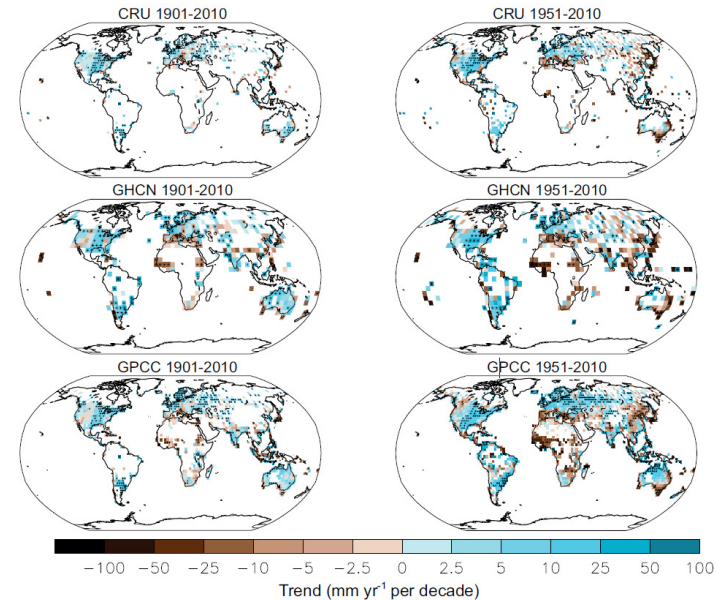 CRU 1901-2010
CRU 1951-2010
GHCN 1901-2010
GHCN 1951-2010
GPCC 1901-2010
GPCC 1951-2010
−100 −50 −25 −10 −5 −2.5 0 2.5 5 10 25 50 100
Trend (mm yr⁻¹ per decade)